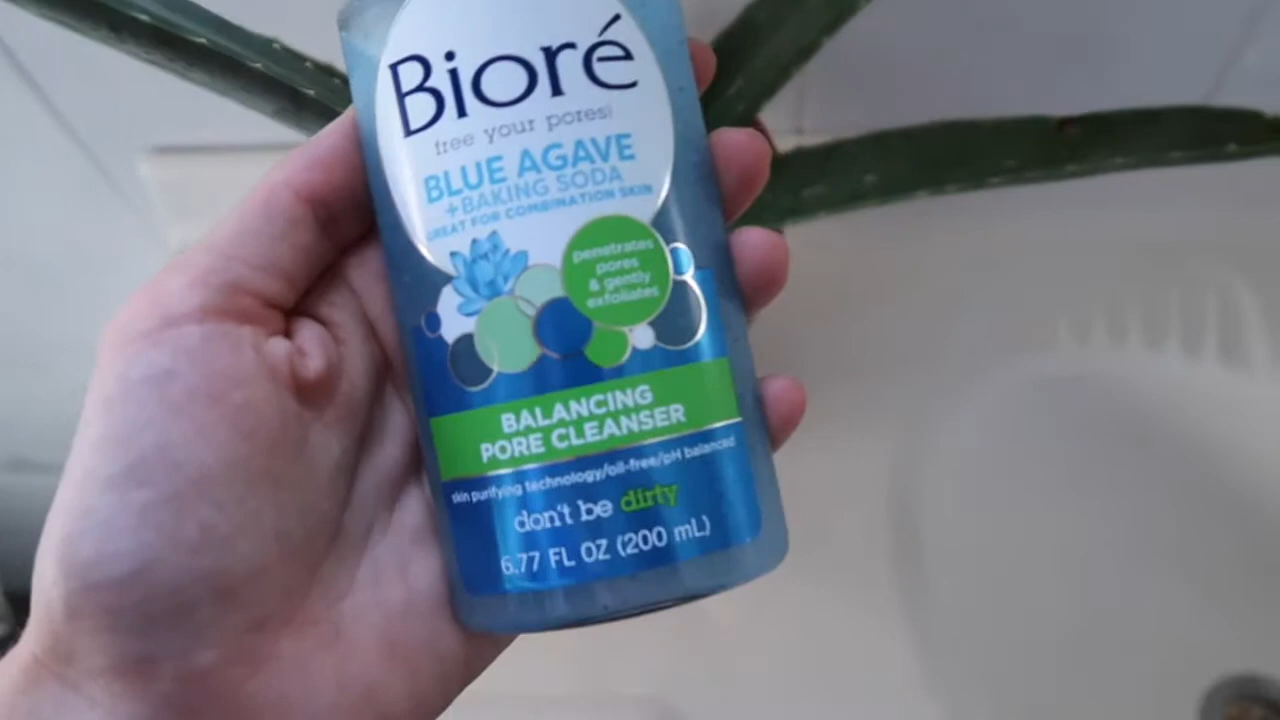 Bioré
free your pores!
BLUE AGAVE
+BAKING SODA
GREAT FOR COMBINATION SKIN
penetrates
pores
& gently
exfoliates
BALANCING
PORE CLEANSER
skin purifying technology/oil-free/pH balanced
don't be dirty
6.77 FL OZ (200 mL)